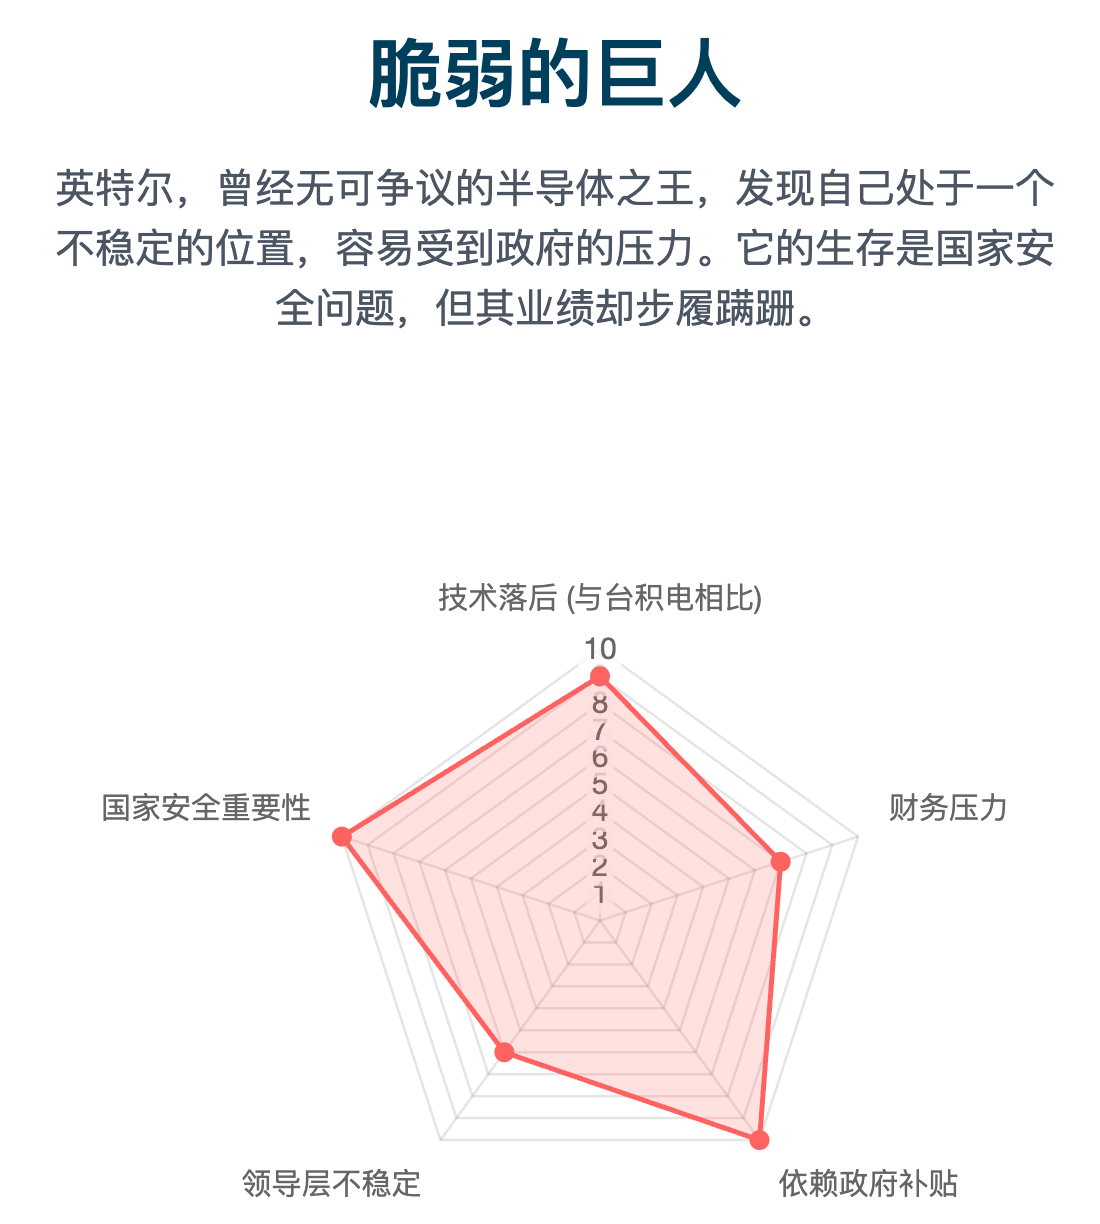 脆弱的巨人
英特尔，曾经无可争议的半导体之王，发现自己处于一个
不稳定的位置，容易受到政府的压力。它的生存是国家安
全问题，但其业绩却步履蹒跚。
技术落后 (与台积电相比)
10
8
7
6
5
4
3
2
1
国家安全重要性
财务压力
领导层不稳定
依赖政府补贴